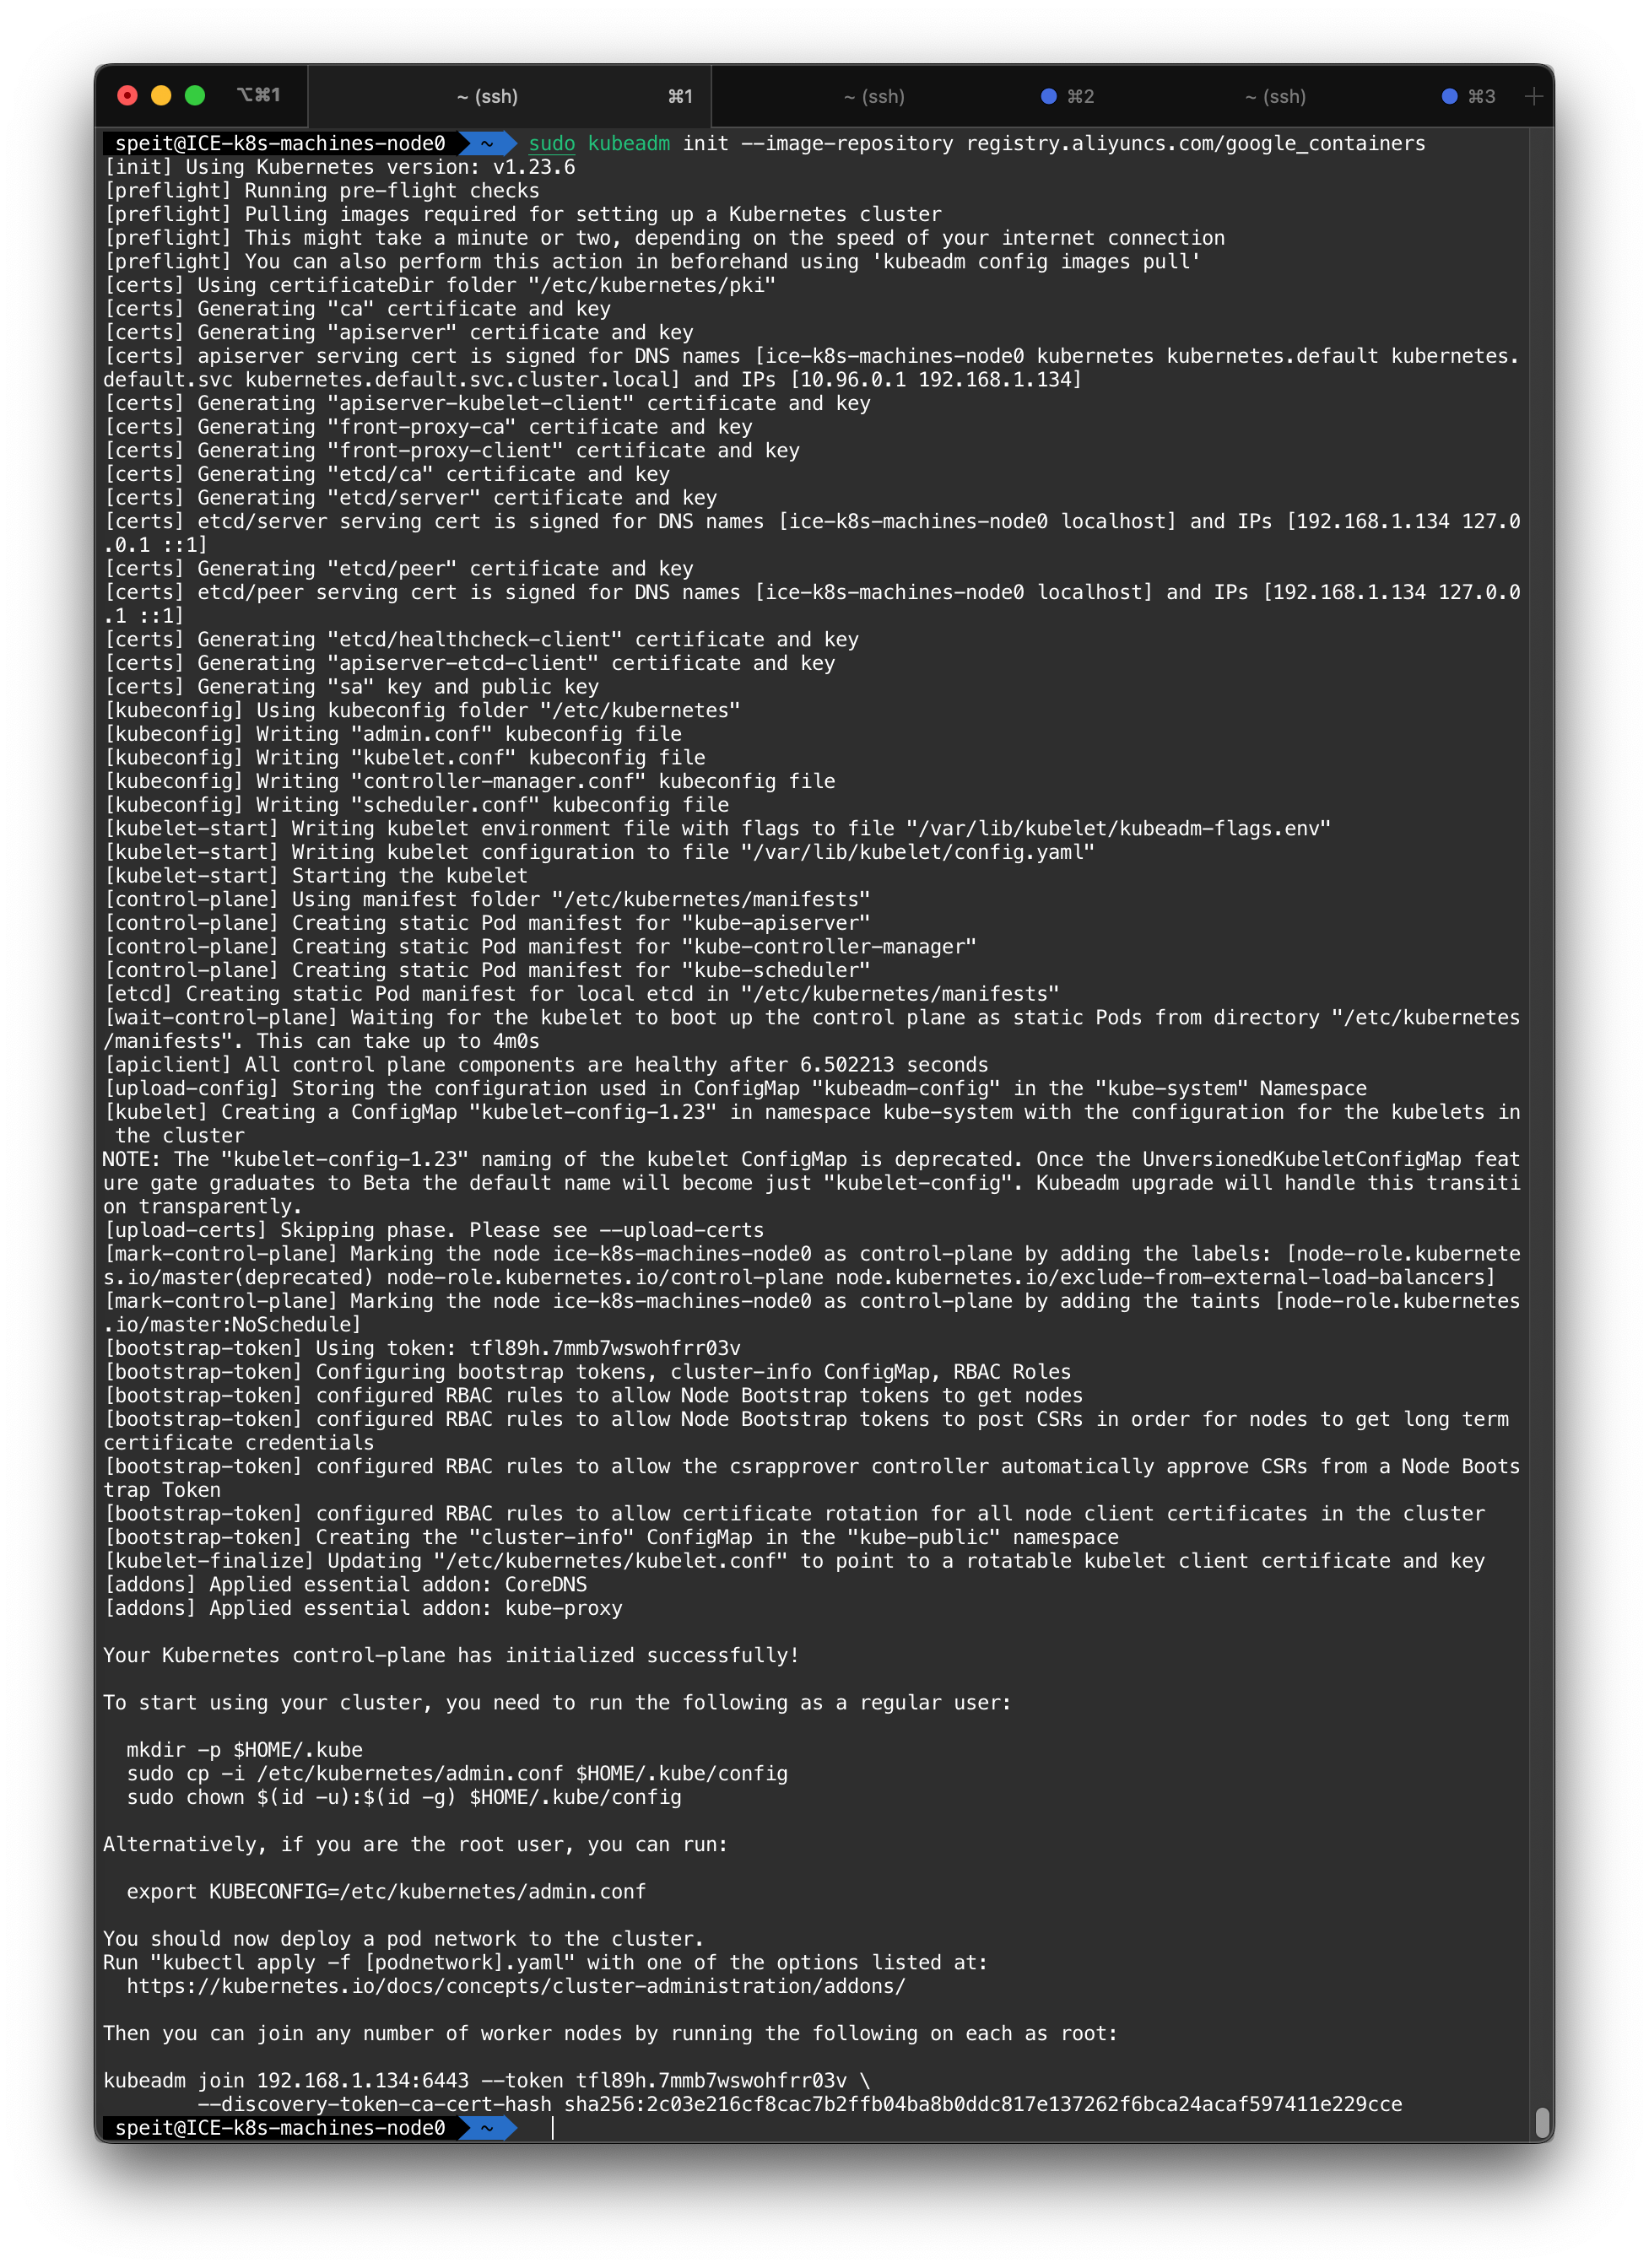 ⌥⌘1 ~ (ssh) ⌘1 ~ (ssh) ⌘2 ~ (ssh) ⌘3 +
speit@ICE-k8s-machines-node0 ~ sudo kubeadm init --image-repository registry.aliyuncs.com/google_containers
[init] Using Kubernetes version: v1.23.6
[preflight] Running pre-flight checks
[preflight] Pulling images required for setting up a Kubernetes cluster
[preflight] This might take a minute or two, depending on the speed of your internet connection
[preflight] You can also perform this action in beforehand using 'kubeadm config images pull'
[certs] Using certificateDir folder "/etc/kubernetes/pki"
[certs] Generating "ca" certificate and key
[certs] Generating "apiserver" certificate and key
[certs] apiserver serving cert is signed for DNS names [ice-k8s-machines-node0 kubernetes kubernetes.default kubernetes.
default.svc kubernetes.default.svc.cluster.local] and IPs [10.96.0.1 192.168.1.134]
[certs] Generating "apiserver-kubelet-client" certificate and key
[certs] Generating "front-proxy-ca" certificate and key
[certs] Generating "front-proxy-client" certificate and key
[certs] Generating "etcd/ca" certificate and key
[certs] Generating "etcd/server" certificate and key
[certs] etcd/server serving cert is signed for DNS names [ice-k8s-machines-node0 localhost] and IPs [192.168.1.134 127.0
.0.1 ::1]
[certs] Generating "etcd/peer" certificate and key
[certs] etcd/peer serving cert is signed for DNS names [ice-k8s-machines-node0 localhost] and IPs [192.168.1.134 127.0.0
.1 ::1]
[certs] Generating "etcd/healthcheck-client" certificate and key
[certs] Generating "apiserver-etcd-client" certificate and key
[certs] Generating "sa" key and public key
[kubeconfig] Using kubeconfig folder "/etc/kubernetes"
[kubeconfig] Writing "admin.conf" kubeconfig file
[kubeconfig] Writing "kubelet.conf" kubeconfig file
[kubeconfig] Writing "controller-manager.conf" kubeconfig file
[kubeconfig] Writing "scheduler.conf" kubeconfig file
[kubelet-start] Writing kubelet environment file with flags to file "/var/lib/kubelet/kubeadm-flags.env"
[kubelet-start] Writing kubelet configuration to file "/var/lib/kubelet/config.yaml"
[kubelet-start] Starting the kubelet
[control-plane] Using manifest folder "/etc/kubernetes/manifests"
[control-plane] Creating static Pod manifest for "kube-apiserver"
[control-plane] Creating static Pod manifest for "kube-controller-manager"
[control-plane] Creating static Pod manifest for "kube-scheduler"
[etcd] Creating static Pod manifest for local etcd in "/etc/kubernetes/manifests"
[wait-control-plane] Waiting for the kubelet to boot up the control plane as static Pods from directory "/etc/kubernetes
/manifests". This can take up to 4m0s
[apiclient] All control plane components are healthy after 6.502213 seconds
[upload-config] Storing the configuration used in ConfigMap "kubeadm-config" in the "kube-system" Namespace
[kubelet] Creating a ConfigMap "kubelet-config-1.23" in namespace kube-system with the configuration for the kubelets in
 the cluster
NOTE: The "kubelet-config-1.23" naming of the kubelet ConfigMap is deprecated. Once the UnversionedKubeletConfigMap feat
ure gate graduates to Beta the default name will become just "kubelet-config". Kubeadm upgrade will handle this transiti
on transparently.
[upload-certs] Skipping phase. Please see --upload-certs
[mark-control-plane] Marking the node ice-k8s-machines-node0 as control-plane by adding the labels: [node-role.kubernete
s.io/master(deprecated) node-role.kubernetes.io/control-plane node.kubernetes.io/exclude-from-external-load-balancers]
[mark-control-plane] Marking the node ice-k8s-machines-node0 as control-plane by adding the taints [node-role.kubernetes
.io/master:NoSchedule]
[bootstrap-token] Using token: tfl89h.7mmb7wswohfrr03v
[bootstrap-token] Configuring bootstrap tokens, cluster-info ConfigMap, RBAC Roles
[bootstrap-token] configured RBAC rules to allow Node Bootstrap tokens to get nodes
[bootstrap-token] configured RBAC rules to allow Node Bootstrap tokens to post CSRs in order for nodes to get long term
certificate credentials
[bootstrap-token] configured RBAC rules to allow the csrapprover controller automatically approve CSRs from a Node Boots
trap Token
[bootstrap-token] configured RBAC rules to allow certificate rotation for all node client certificates in the cluster
[bootstrap-token] Creating the "cluster-info" ConfigMap in the "kube-public" namespace
[kubelet-finalize] Updating "/etc/kubernetes/kubelet.conf" to point to a rotatable kubelet client certificate and key
[addons] Applied essential addon: CoreDNS
[addons] Applied essential addon: kube-proxy

Your Kubernetes control-plane has initialized successfully!

To start using your cluster, you need to run the following as a regular user:

  mkdir -p $HOME/.kube
  sudo cp -i /etc/kubernetes/admin.conf $HOME/.kube/config
  sudo chown $(id -u):$(id -g) $HOME/.kube/config

Alternatively, if you are the root user, you can run:

  export KUBECONFIG=/etc/kubernetes/admin.conf

You should now deploy a pod network to the cluster.
Run "kubectl apply -f [podnetwork].yaml" with one of the options listed at:
  https://kubernetes.io/docs/concepts/cluster-administration/addons/

Then you can join any number of worker nodes by running the following on each as root:

kubeadm join 192.168.1.134:6443 --token tfl89h.7mmb7wswohfrr03v \
        --discovery-token-ca-cert-hash sha256:2c03e216cf8cac7b2ffb04ba8b0ddc817e137262f6bca24acaf597411e229cce
speit@ICE-k8s-machines-node0 ~